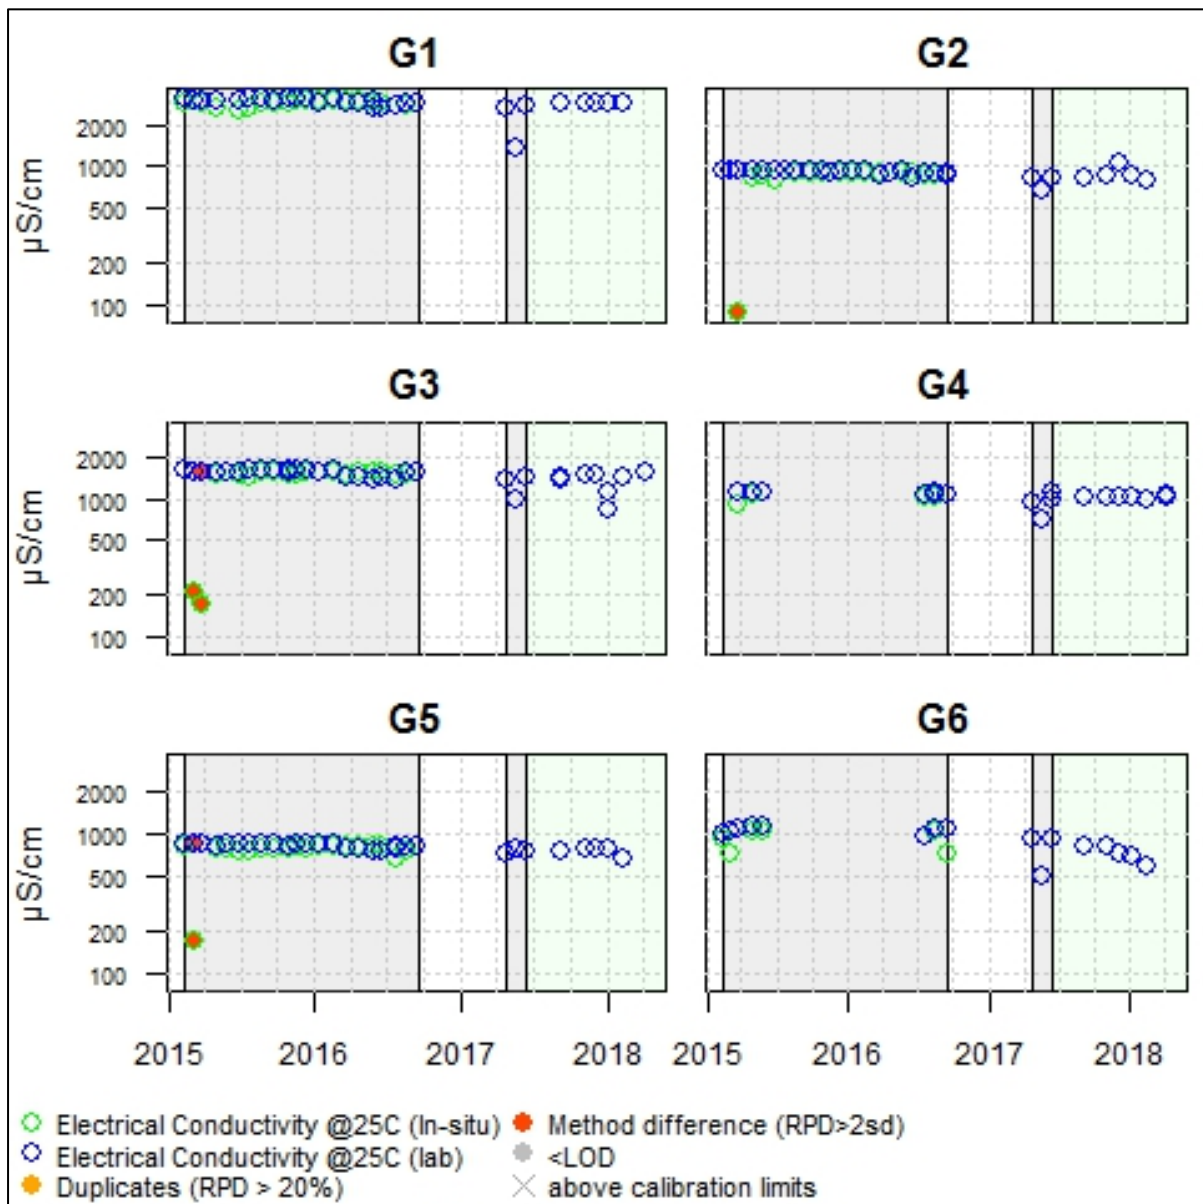 G1
G2
2000
1000
500
200
100
µS/cm
G3
G4
2000
1000
500
200
100
µS/cm
G5
G6
2000
1000
500
200
100
µS/cm
2015 2016 2017 2018 2015 2016 2017 2018
Electrical Conductivity @25C (In-situ) Method difference (RPD>2sd)
Electrical Conductivity @25C (lab) <LOD
Duplicates (RPD > 20%) above calibration limits